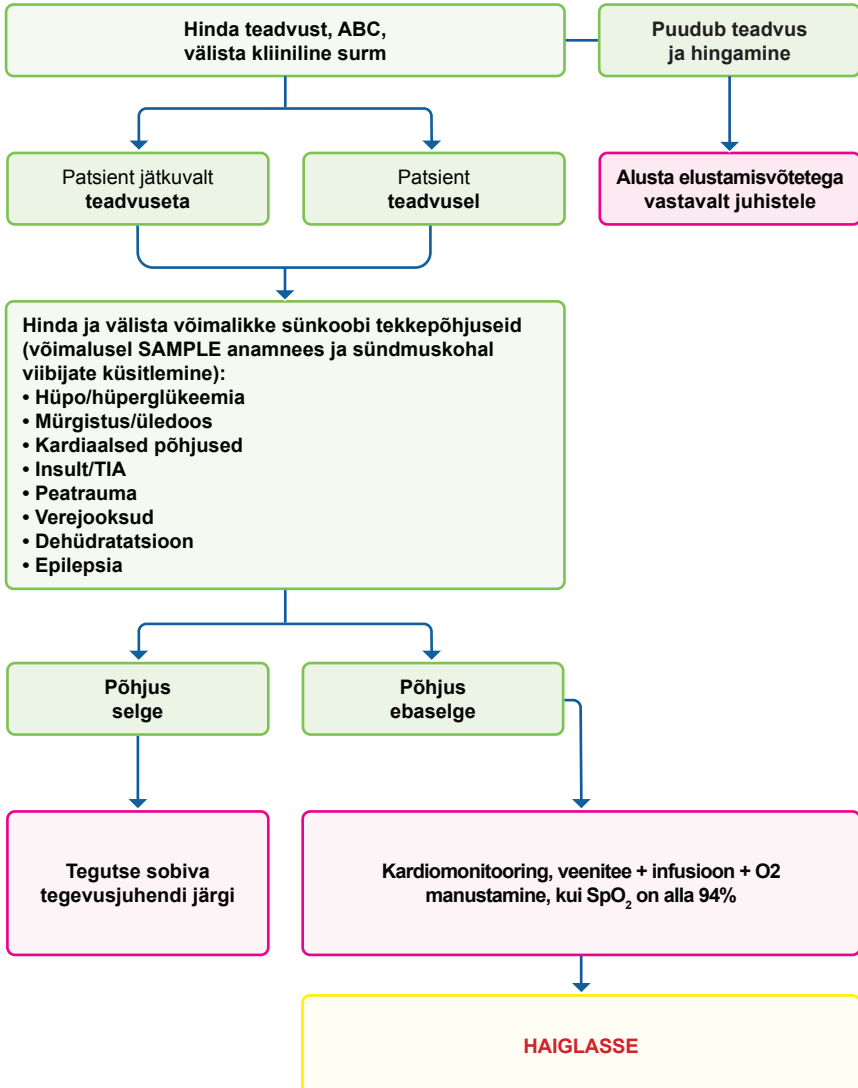 Hinda teadvust, ABC,
välista kliiniline surm
Puudub teadvus
ja hingamine
Patsient jätkuvalt
teadvuseta
Patsient
teadvusel
Alusta elustamisvõtetega
vastavalt juhistele
Hinda ja välista võimalikke sünkoobi tekkepõhjuseid
(võimalusel SAMPLE anamnees ja sündmuskohal
viibijate küsitlemine):
• Hüpo/hüperglükeemia
• Mürgistus/üledoos
• Kardiaalsed põhjused
• Insult/TIA
• Peatrauma
• Verejooksud
• Dehüdratatsioon
• Epilepsia
Põhjus
selge
Põhjus
ebaselge
Tegutse sobiva
tegevusjuhendi järgi
Kardiomonitooring, veenitee + infusioon + O2
manustamine, kui SpO₂ on alla 94%
HAIGLASSE